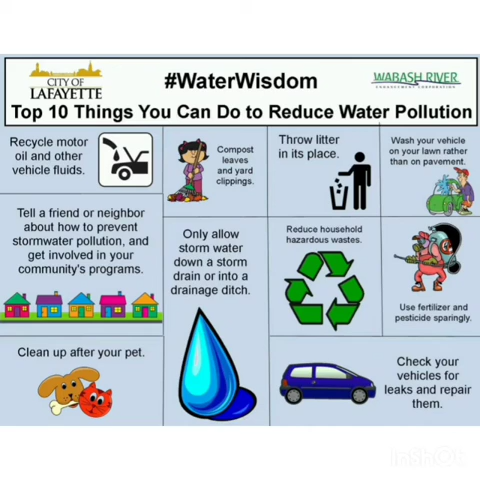 CITY OF
LAFAYETTE
#WaterWisdom
WABASH RIVER
ENHANCEMENT CORPORATION
Top 10 Things You Can Do to Reduce Water Pollution
Recycle motor
oil and other
vehicle fluids.
Compost
leaves and
yard
clippings.
Throw litter
in its place.
Wash your vehicle
on your lawn rather
than on pavement.
Tell a friend or neighbor
about how to prevent
stormwater pollution, and
get involved in your
community's programs.
Only allow
storm water
down a storm
drain or into a
drainage ditch.
Reduce household
hazardous wastes.
Use fertilizer and
pesticide sparingly.
Clean up after your pet.
Check your
vehicles for
leaks and repair
them.
InShOt